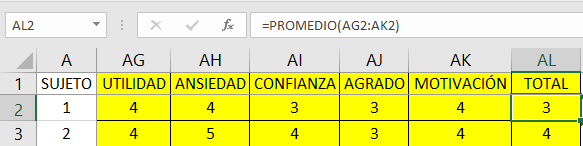 AL2 fx =PROMEDIO(AG2:AK2)
A AG AH AI AJ AK AL
1 SUJETO UTILIDAD ANSIEDAD CONFIANZA AGRADO MOTIVACIÓN TOTAL
2 1 4 4 3 3 4 3
3 2 4 5 4 3 4 4